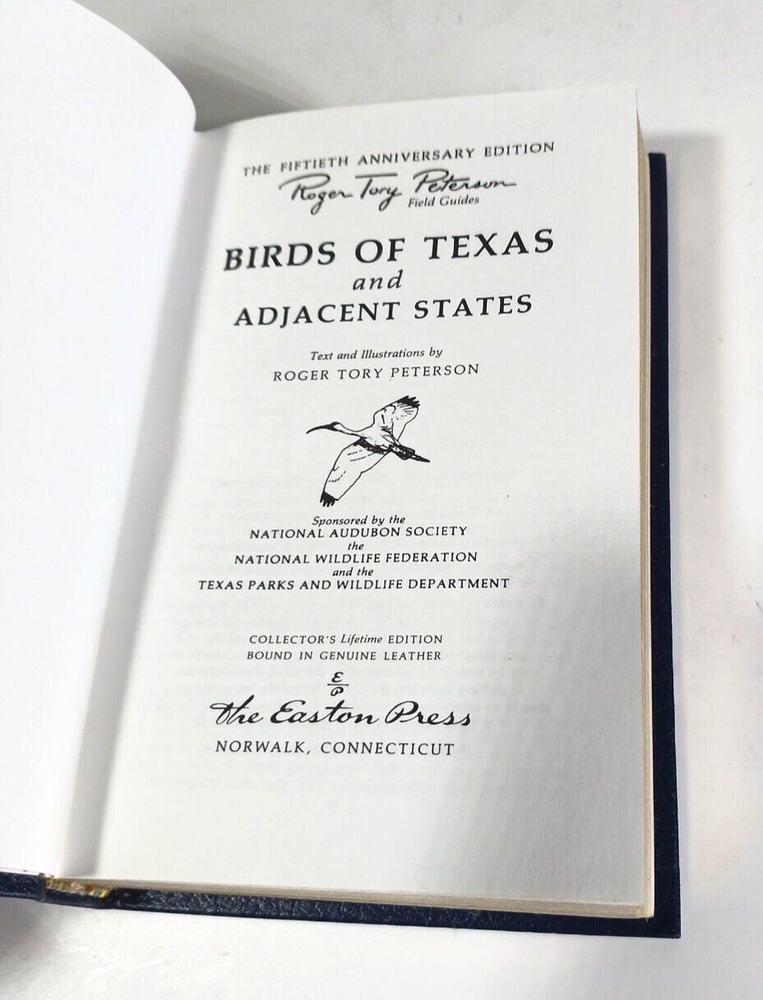 THE FIFTIETH ANNIVERSARY EDITION
Roger Tory Peterson
Field Guides
BIRDS OF TEXAS
and
ADJACENT STATES
Text and Illustrations by
ROGER TORY PETERSON
Sponsored by the
NATIONAL AUDUBON SOCIETY
the
NATIONAL WILDLIFE FEDERATION
and the
TEXAS PARKS AND WILDLIFE DEPARTMENT
COLLECTOR'S Lifetime EDITION
BOUND IN GENUINE LEATHER
E
P
The Easton Press
NORWALK, CONNECTICUT